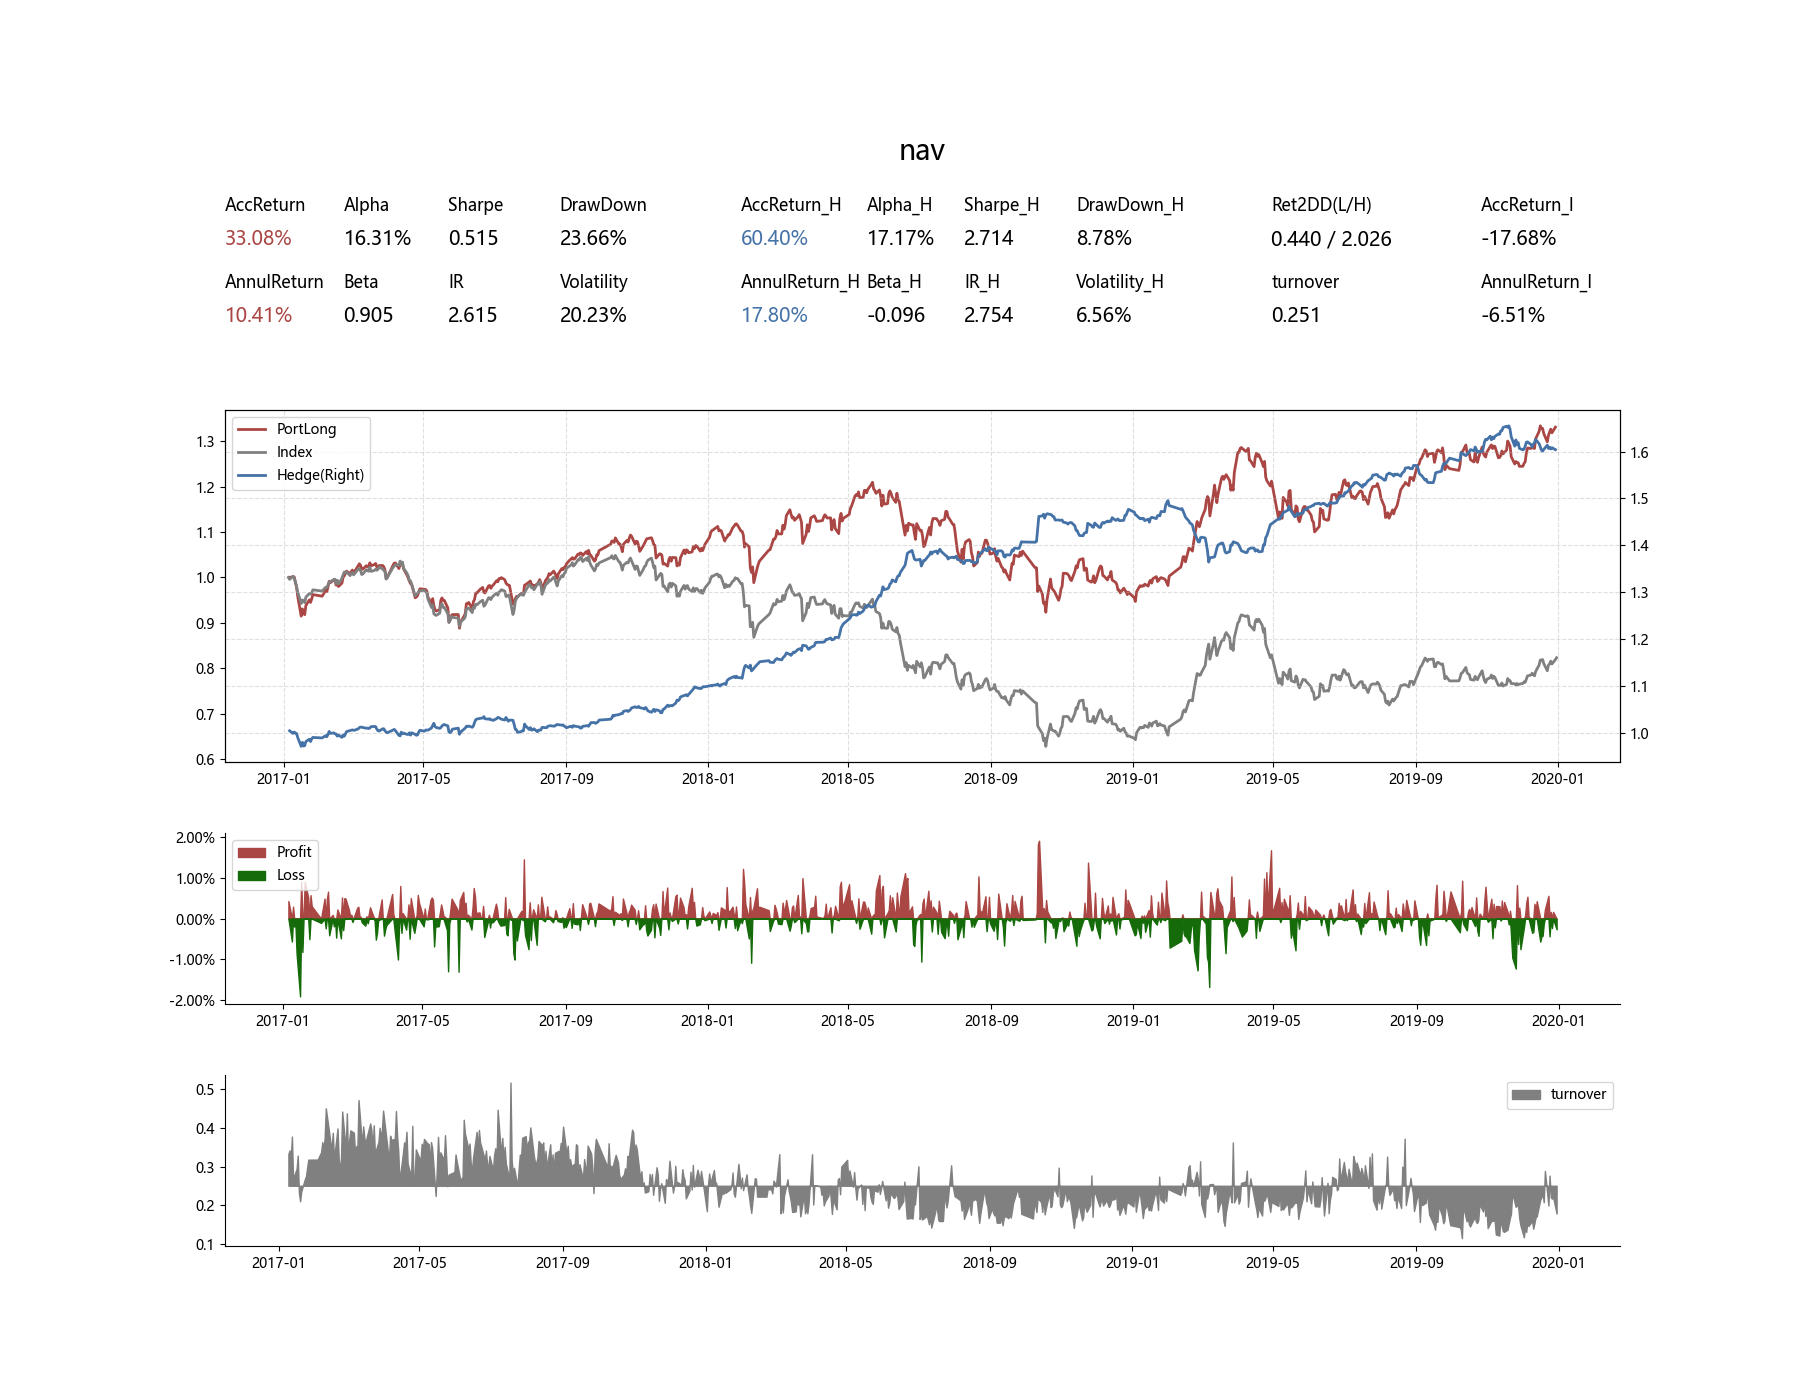 nav
AccReturn Alpha Sharpe DrawDown AccReturn_H Alpha_H Sharpe_H DrawDown_H Ret2DD(L/H) AccReturn_I
33.08% 16.31% 0.515 23.66% 60.40% 17.17% 2.714 8.78% 0.440 / 2.026 -17.68%
AnnulReturn Beta IR Volatility AnnulReturn_H Beta_H IR_H Volatility_H turnover AnnulReturn_I
10.41% 0.905 2.615 20.23% 17.80% -0.096 2.754 6.56% 0.251 -6.51%
PortLong
Index
Hedge(Right)
1.3
1.2
1.1
1.0
0.9
0.8
0.7
0.6
1.6
1.5
1.4
1.3
1.2
1.1
1.0
2017-01 2017-05 2017-09 2018-01 2018-05 2018-09 2019-01 2019-05 2019-09 2020-01
2.00%
1.00%
0.00%
-1.00%
-2.00%
Profit
Loss
2017-01 2017-05 2017-09 2018-01 2018-05 2018-09 2019-01 2019-05 2019-09 2020-01
0.5
0.4
0.3
0.2
0.1
turnover
2017-01 2017-05 2017-09 2018-01 2018-05 2018-09 2019-01 2019-05 2019-09 2020-01